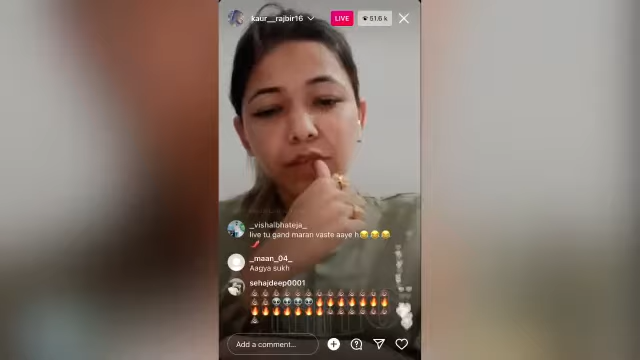 kaur__rajbir16
LIVE
51.6 k
_vishalbhateja_
live tu gand maran vaste aaye h😂😂😂
🌶️
_maan_04_
Aagya sukh
sehajdeep0001
Add a comment...